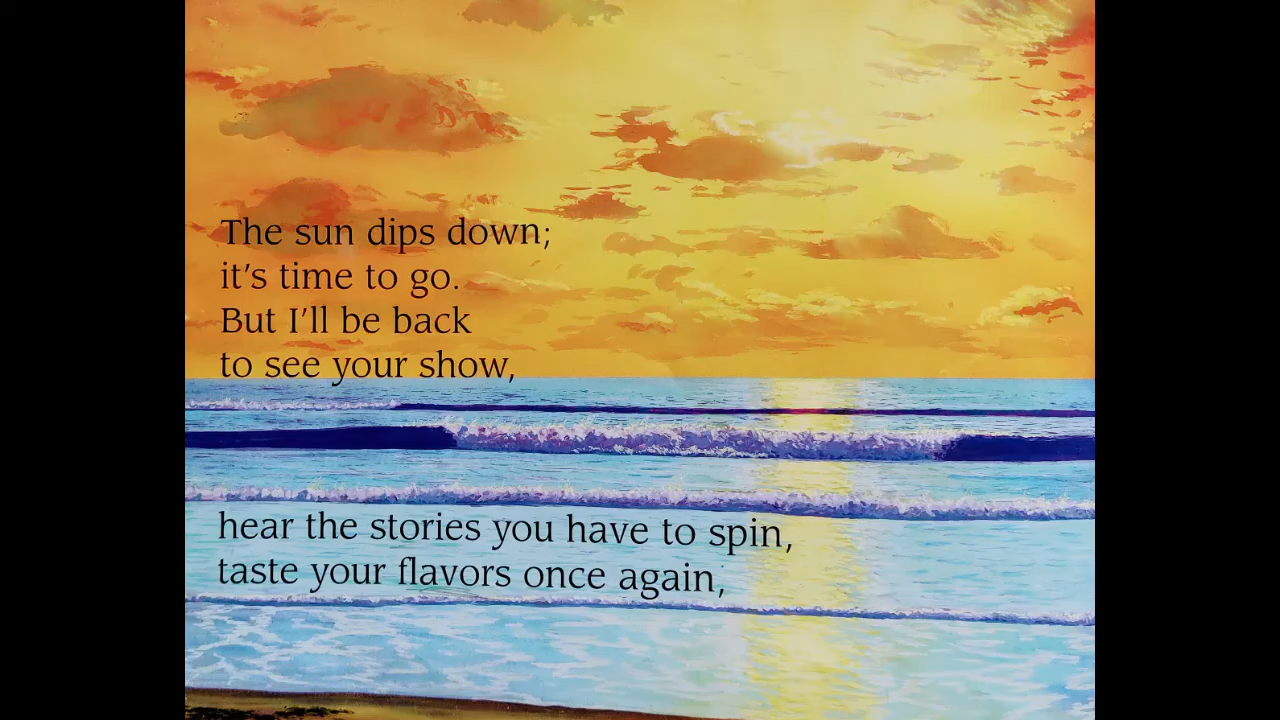 The sun dips down;
it's time to go.
But I'll be back
to see your show,
hear the stories you have to spin,
taste your flavors once again,